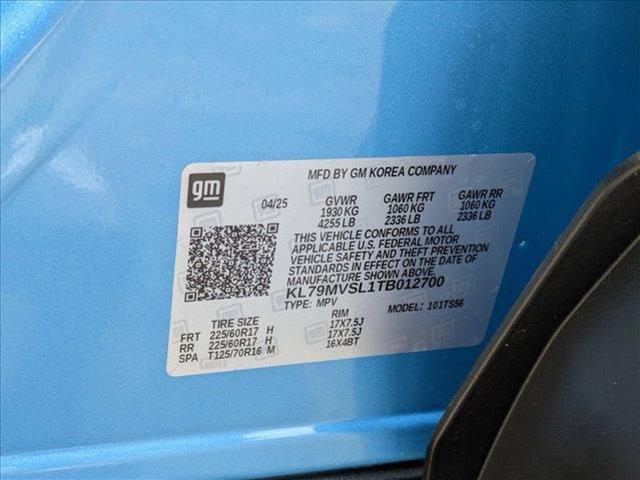 MFD BY GM KOREA COMPANY
gm
04/25 GVWR GAWR FRT GAWR RR
1930 KG 1060 KG 1060 KG
4255 LB 2336 LB 2336 LB
THIS VEHICLE CONFORMS TO ALL
APPLICABLE U.S. FEDERAL MOTOR
VEHICLE SAFETY AND THEFT PREVENTION
STANDARDS IN EFFECT ON THE DATE OF
MANUFACTURE SHOWN ABOVE.
KL79MVSL1TB012700
TYPE: MPV MODEL: 101TS56
TIRE SIZE RIM
FRT 225/60R17 H 17X7.5J
RR 225/60R17 H 17X7.5J
SPA T125/70R16 M 16X4BT